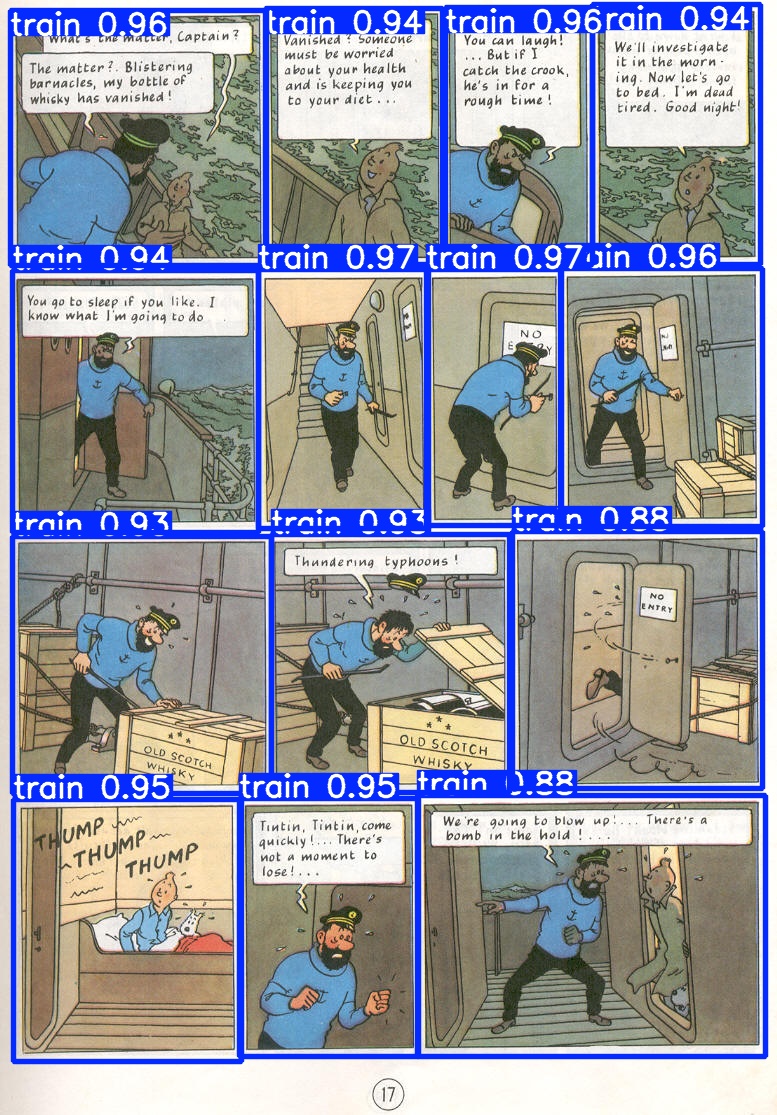 train 0.96
What's the matter, Captain?
The matter?. Blistering
barnacles, my bottle of
whisky has vanished!
train 0.94
Vanished? Someone
must be worried
about your health
and is keeping you
to your diet...
train 0.96
You can laugh!
... But if I
catch the crook,
he's in for a
rough time!
train 0.94
We'll investigate
it in the morn-
ing. Now let's go
to bed. I'm dead
tired. Good night!
train 0.94
You go to sleep if you like. I
know what I'm going to do
train 0.97
train 0.97
NO
ENTRY
train 0.96
NO
train 0.93
OLD SCOTCH
WHISKY
train 0.93
Thundering typhoons!
OLD SCOTCH
WHISKY
train 0.88
NO
ENTRY
train 0.95
THUMP
THUMP
THUMP
train 0.95
Tintin, Tintin, come
quickly!... There's
not a moment to
lose!...
train 0.88
We're going to blow up!... There's a
bomb in the hold!...
17